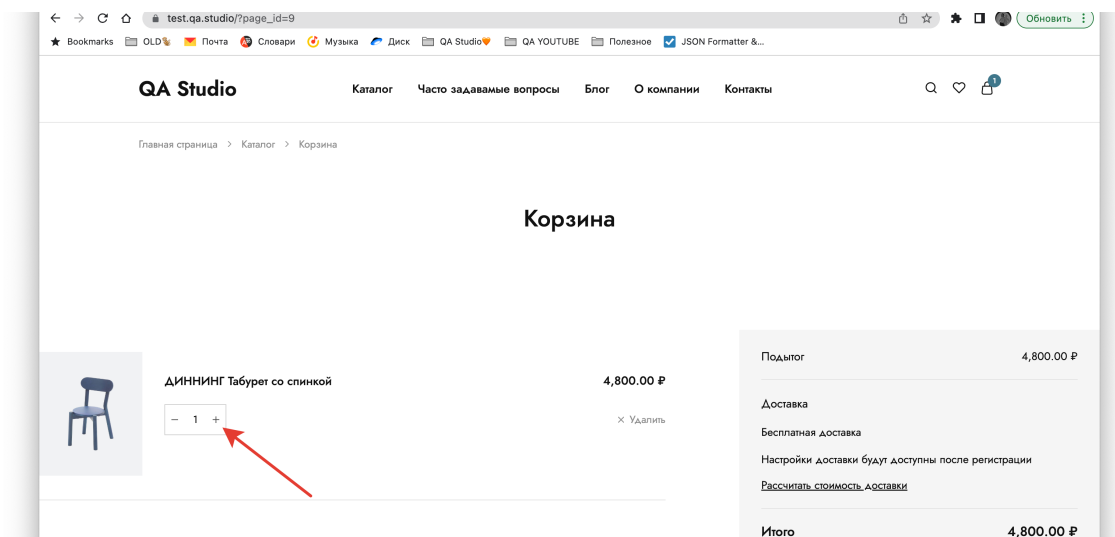 test.qa.studio/?page_id=9
Обновить
Bookmarks OLD Почта Словари Музыка Диск QA Studio QA YOUTUBE Полезное JSON Formatter &...
QA Studio Каталог Часто задаваемые вопросы Блог О компании Контакты 1
Главная страница > Каталог > Корзина
Корзина
ДИННИНГ Табурет со спинкой 4,800.00 ₽
− 1 + × Удалить
Подытог 4,800.00 ₽
Доставка
Бесплатная доставка
Настройки доставки будут доступны после регистрации
Рассчитать стоимость доставки
Итого 4,800.00 ₽